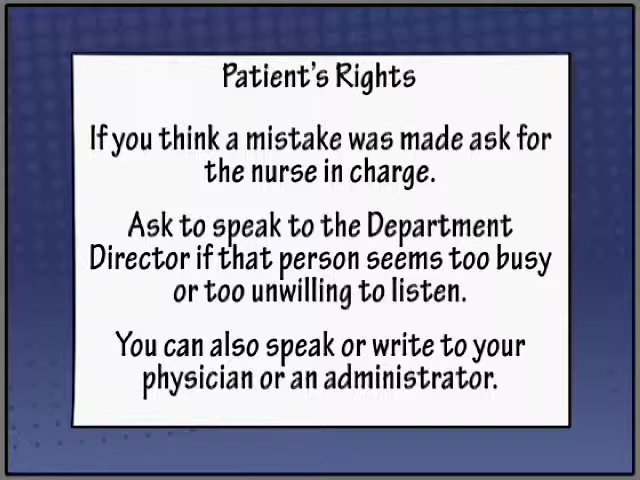 Patient's Rights
If you think a mistake was made ask for
the nurse in charge.
Ask to speak to the Department
Director if that person seems too busy
or too unwilling to listen.
You can also speak or write to your
physician or an administrator.